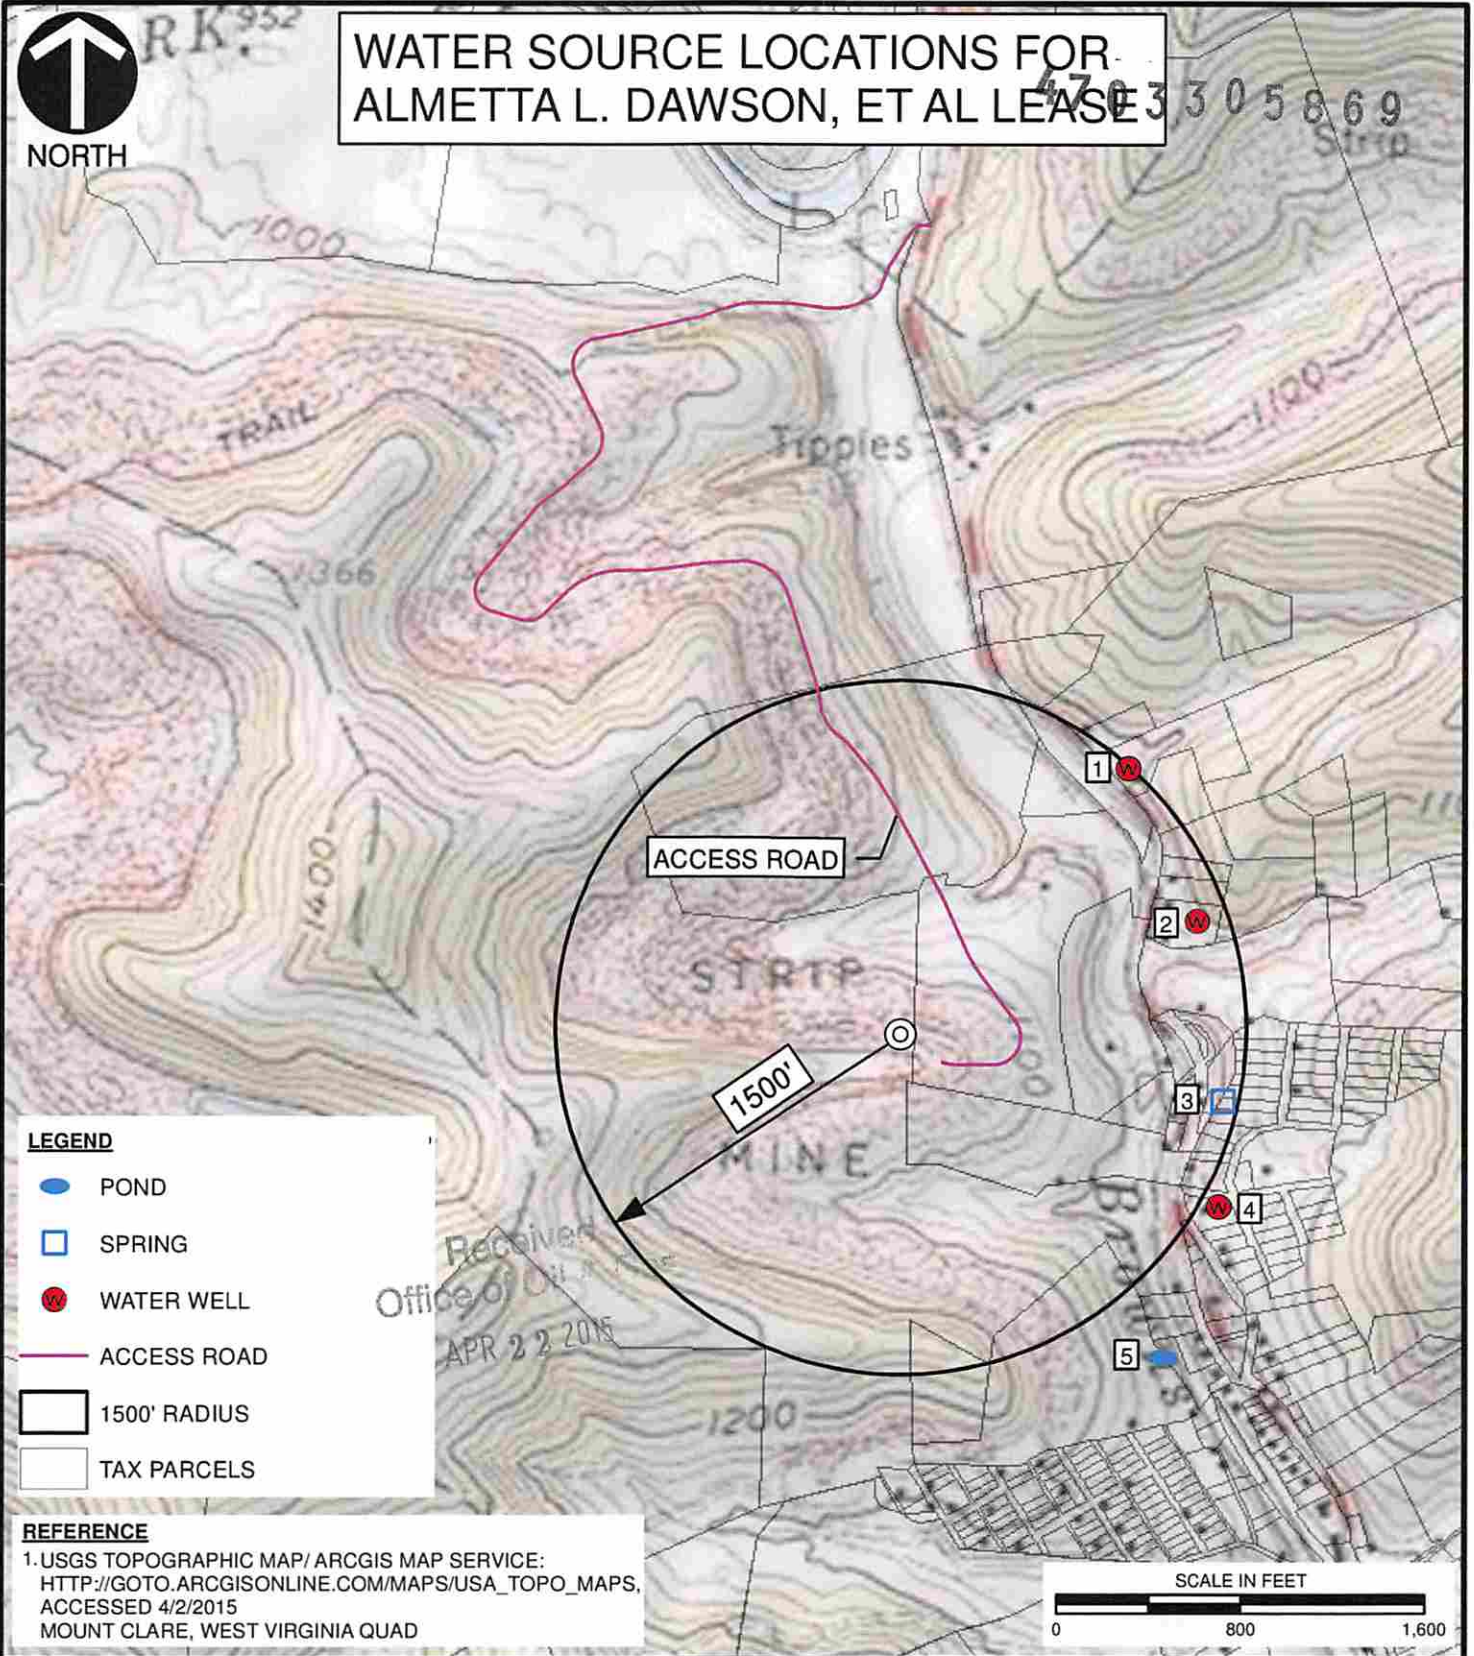 RK.
952
WATER SOURCE LOCATIONS FOR
ALMETTA L. DAWSON, ET AL LEASE
4703305869
NORTH
Strip
1000
TRAIL
Tipples
1100
1366
1
W
ACCESS ROAD
1400
2
W
STRIP
1500'
3
MINE
W
4
5
1200
Received
Office of Oil & Gas
APR 22 2015
LEGEND
POND
SPRING
W
WATER WELL
ACCESS ROAD
1500' RADIUS
TAX PARCELS
REFERENCE
1. USGS TOPOGRAPHIC MAP/ ARCGIS MAP SERVICE:
HTTP://GOTO.ARCGISONLINE.COM/MAPS/USA_TOPO_MAPS,
ACCESSED 4/2/2015
MOUNT CLARE, WEST VIRGINIA QUAD
SCALE IN FEET
0 800 1,600